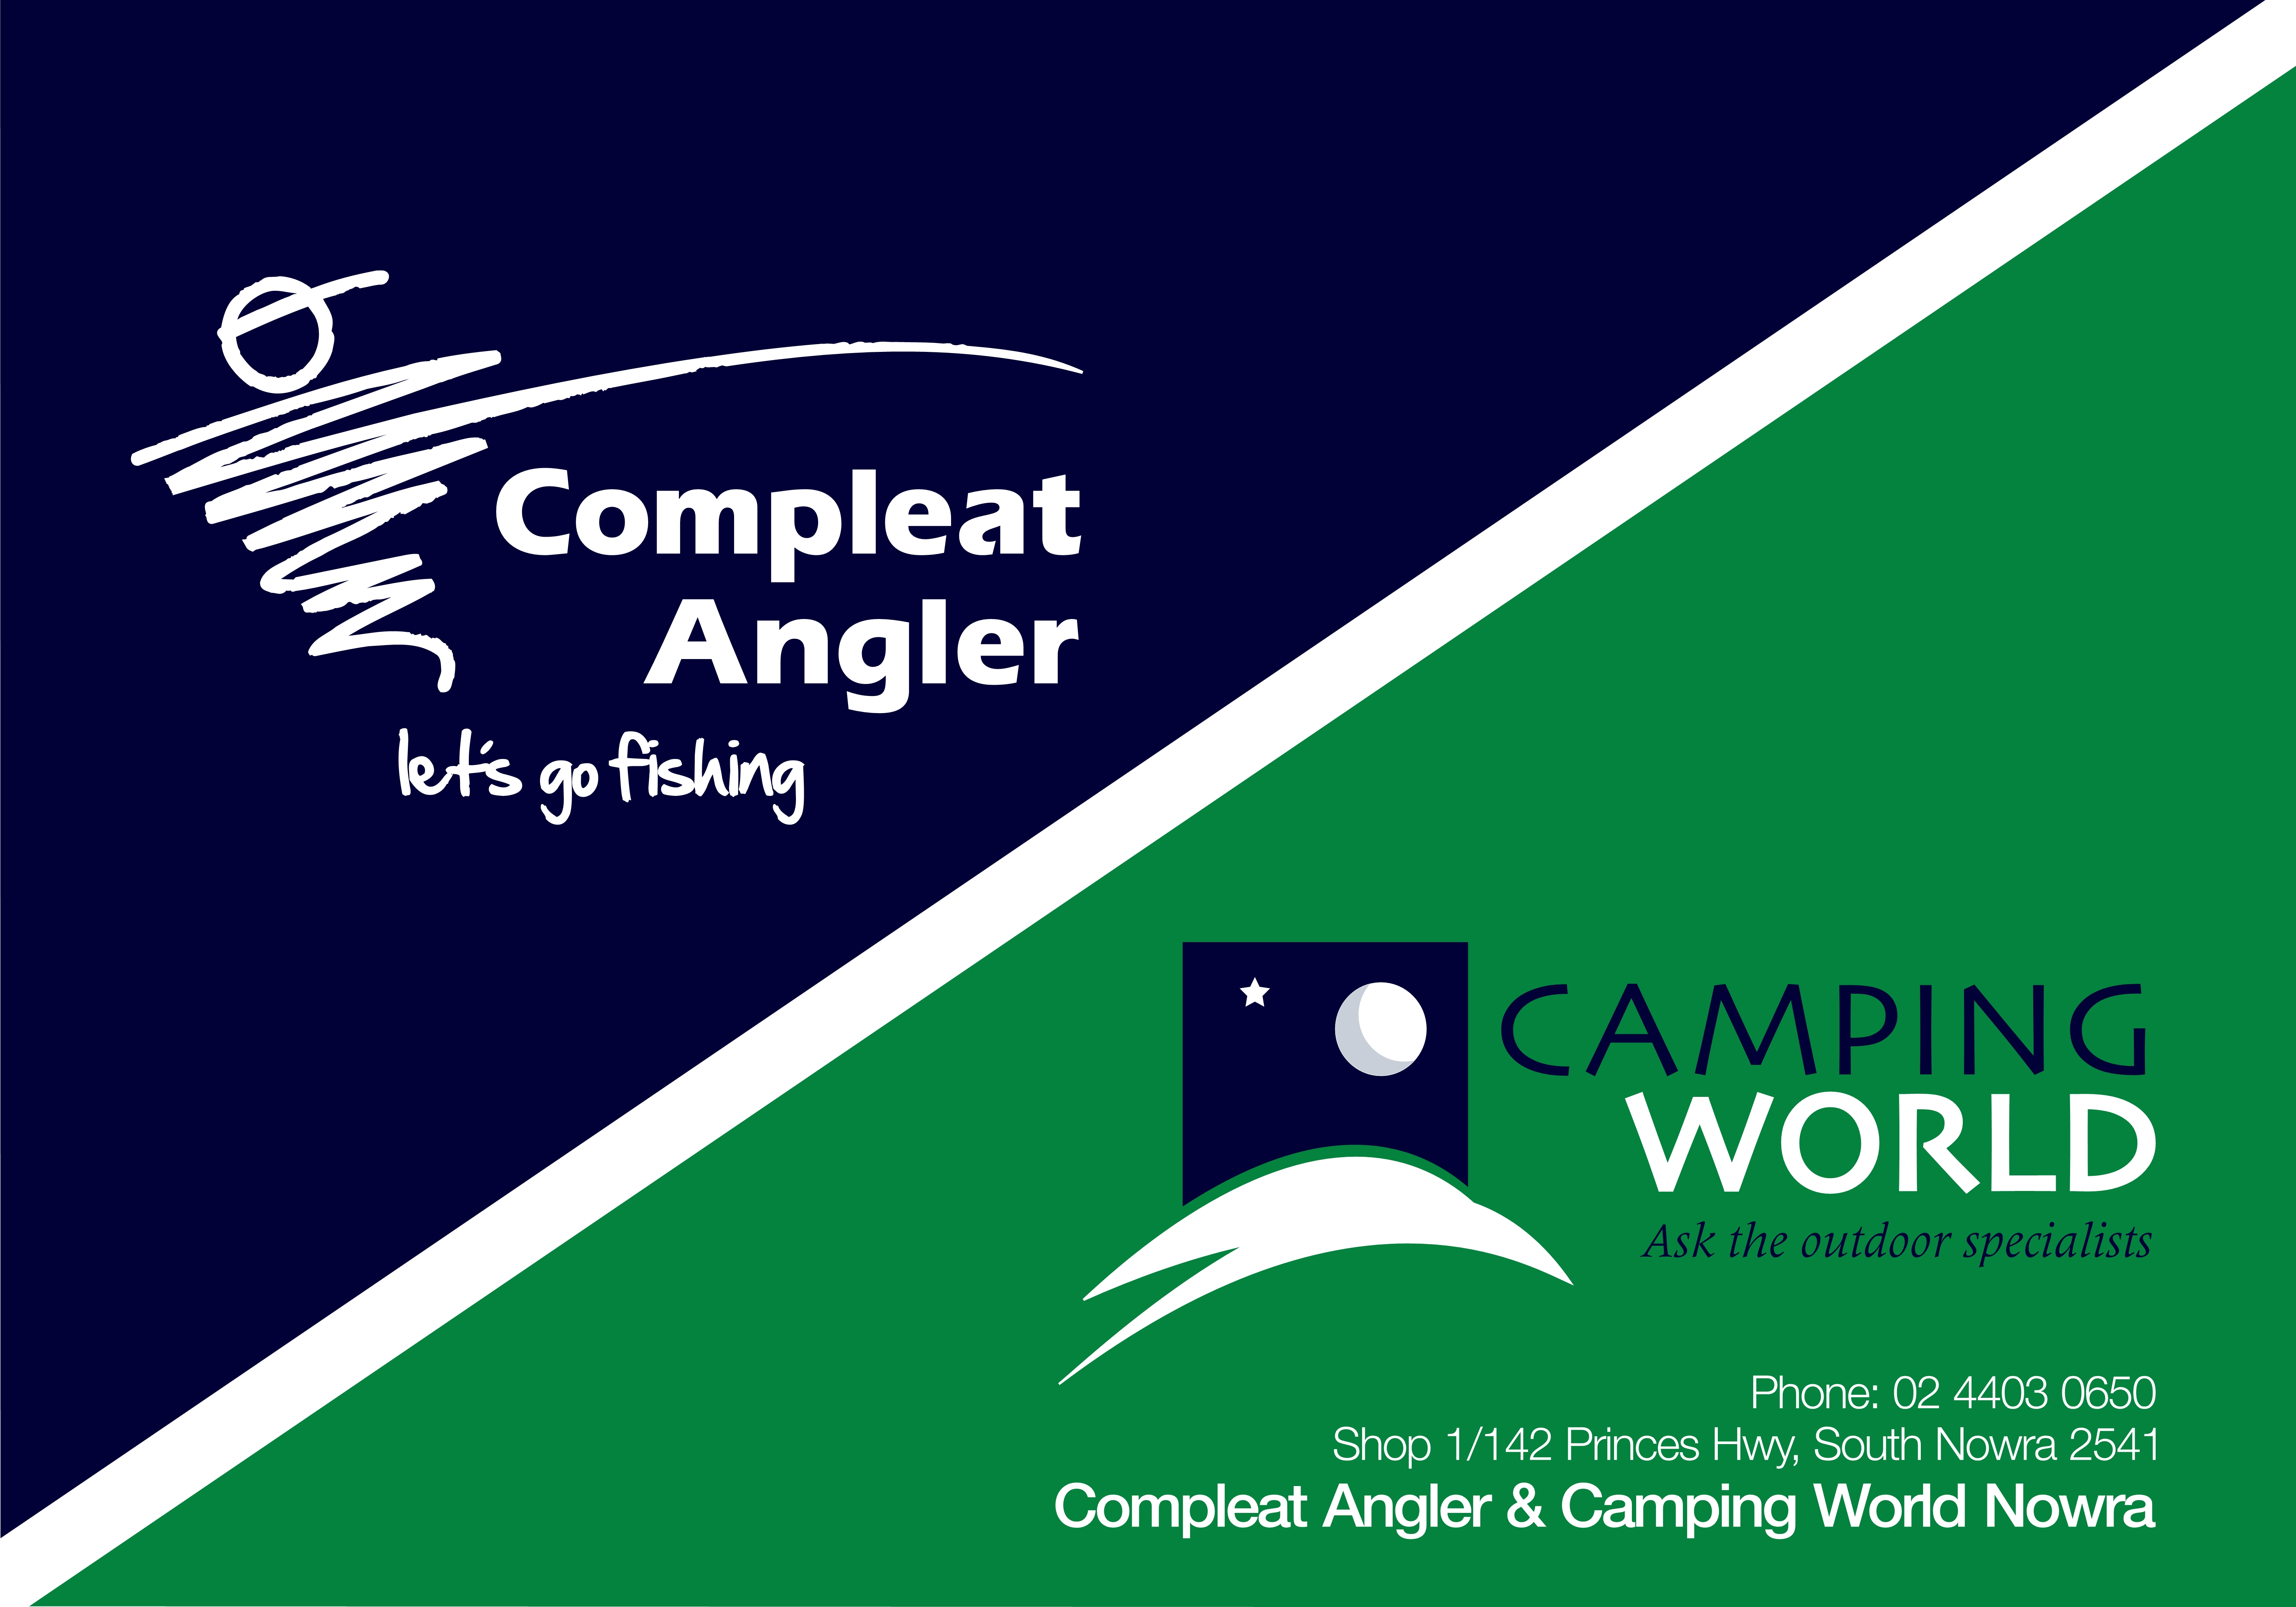 Compleat
Angler
let's go fishing
CAMPING
WORLD
Ask the outdoor specialists
Phone: 02 4403 0650
Shop 1/142 Princes Hwy, South Nowra 2541
Compleat Angler & Camping World Nowra